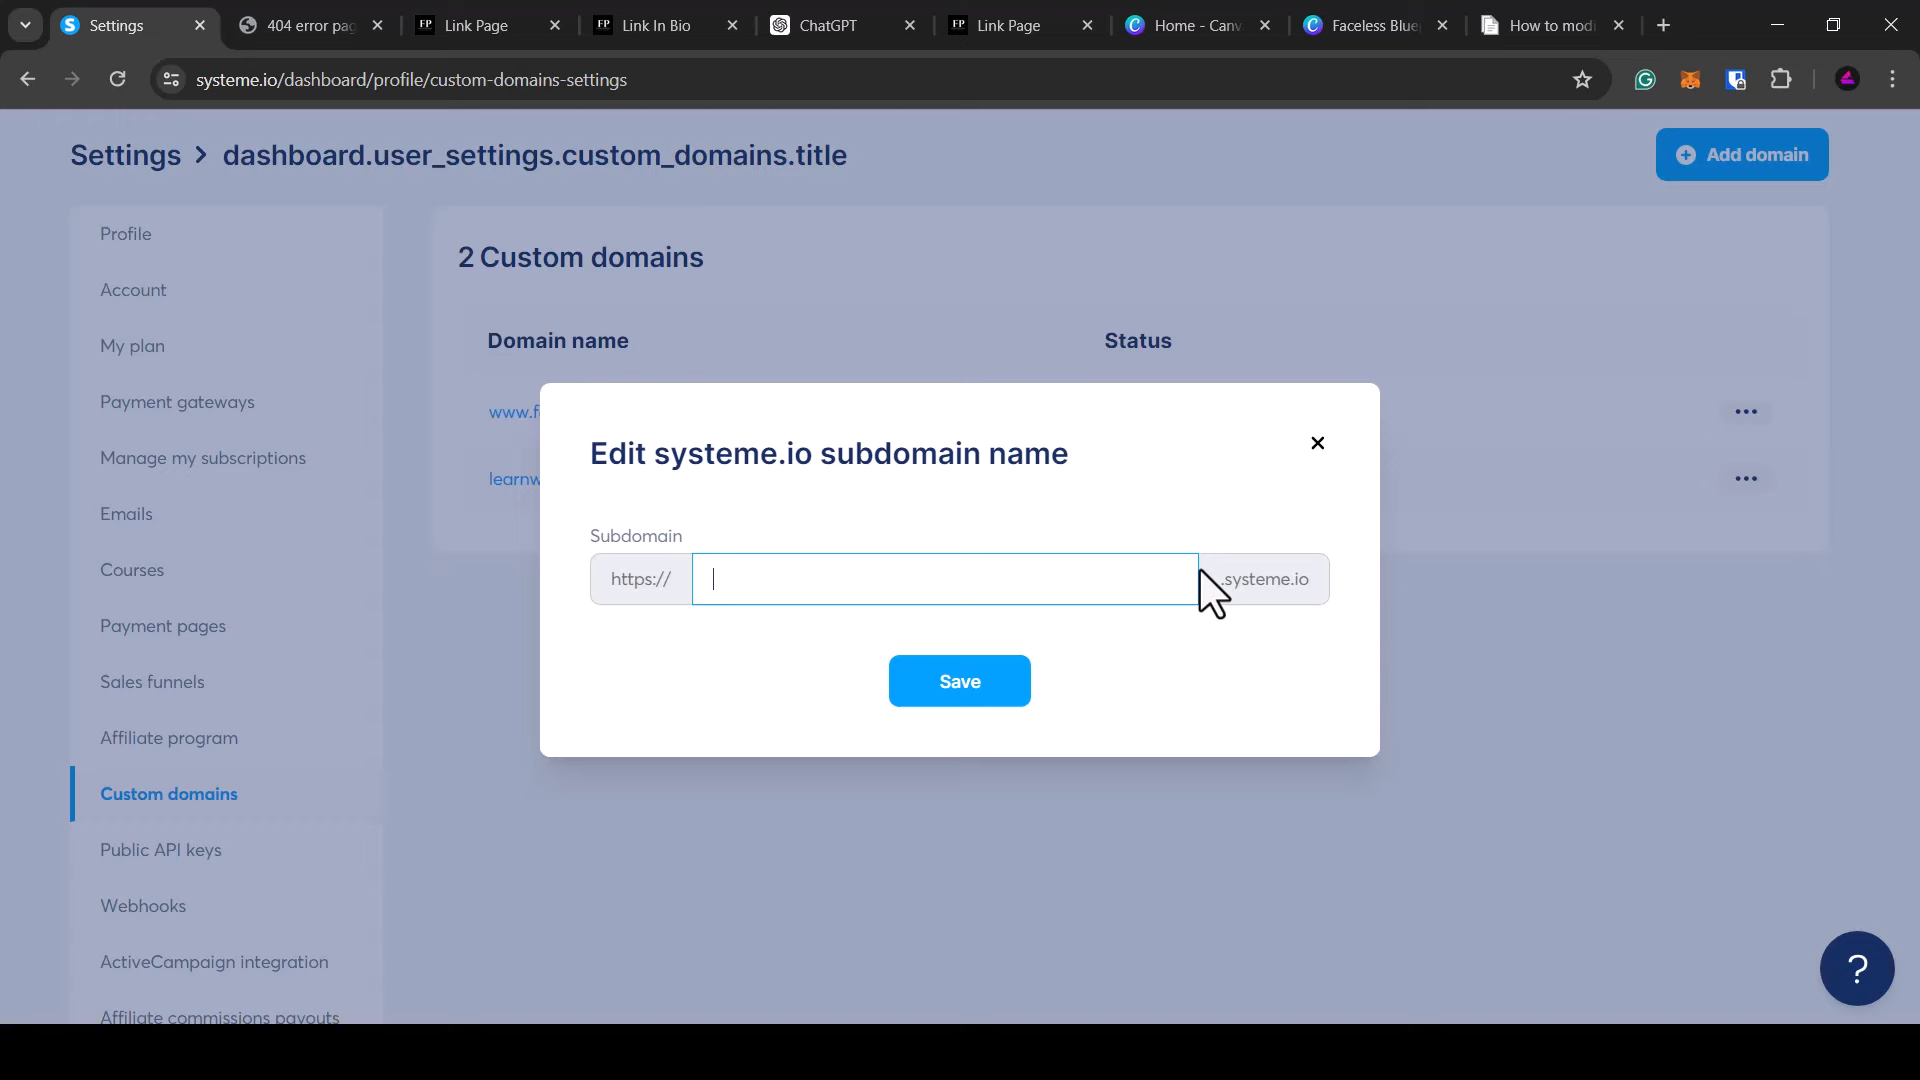 Settings
404 error pag
Link Page
Link In Bio
ChatGPT
Link Page
Home - Canv
Faceless Blue
How to modi
systeme.io/dashboard/profile/custom-domains-settings
Settings > dashboard.user_settings.custom_domains.title
Add domain
Profile
Account
My plan
Payment gateways
Manage my subscriptions
Emails
Courses
Payment pages
Sales funnels
Affiliate program
Custom domains
Public API keys
Webhooks
ActiveCampaign integration
Affiliate commissions payouts
2 Custom domains
Domain name
Status
www.f
learnw
Edit systeme.io subdomain name
Subdomain
https://
.systeme.io
Save
?